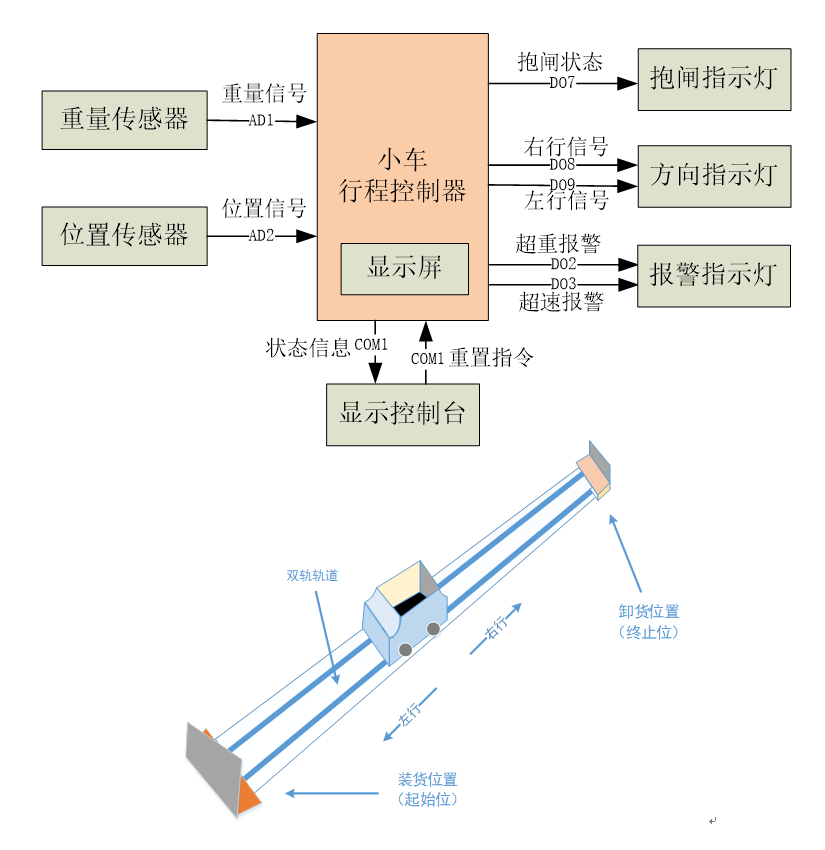 抱闸状态
DO7
抱闸指示灯
重量信号
重量传感器
AD1
右行信号
DO8
小车
行程控制器
方向指示灯
DO9
左行信号
位置信号
位置传感器
AD2
超重报警
DO2
显示屏
报警指示灯
DO3
超速报警
状态信息
COM1
COM1
重置指令
显示控制台
双轨轨道
卸货位置
（终止位）
右行
左行
装货位置
（起始位）